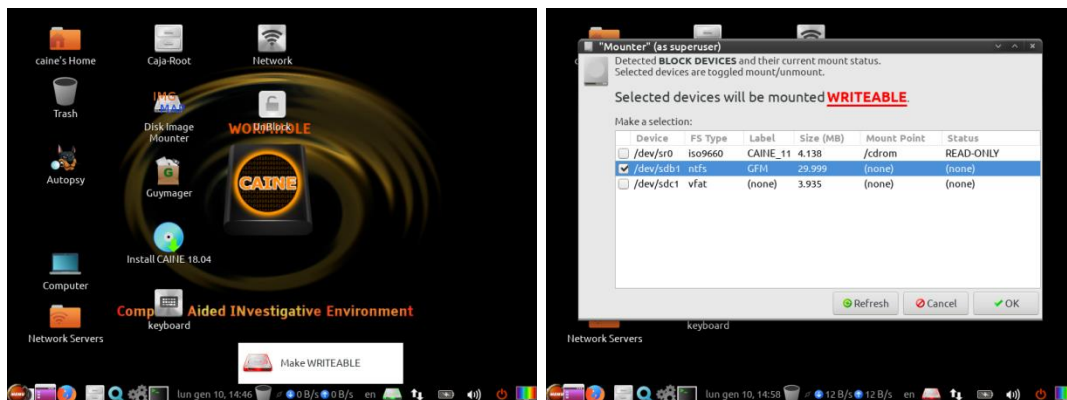 caine's Home
Caja-Root
Network
Trash
Disk Image
Mounter
UnBlock
WORMHOLE
CAINE
Autopsy
Guymager
Install CAINE 18.04
Computer
Aided INvestigative Environment
keyboard
Network Servers
Make WRITEABLE
lun gen 10, 14:46
0 B/s
0 B/s
en
"Mounter" (as superuser)
Detected BLOCK DEVICES and their current mount status.
Selected devices are toggled mount/unmount.
Selected devices will be mounted WRITEABLE.
Make a selection:
Device FS Type Label Size (MB) Mount Point Status
/dev/sr0 iso9660 CAINE_11 4.138 /cdrom READ-ONLY
/dev/sdb1 ntfs GFM 29.999 (none) (none)
/dev/sdc1 vfat (none) 3.935 (none) (none)
Refresh Cancel OK
keyboard
Network Servers
lun gen 10, 14:58
12 B/s
12 B/s
en